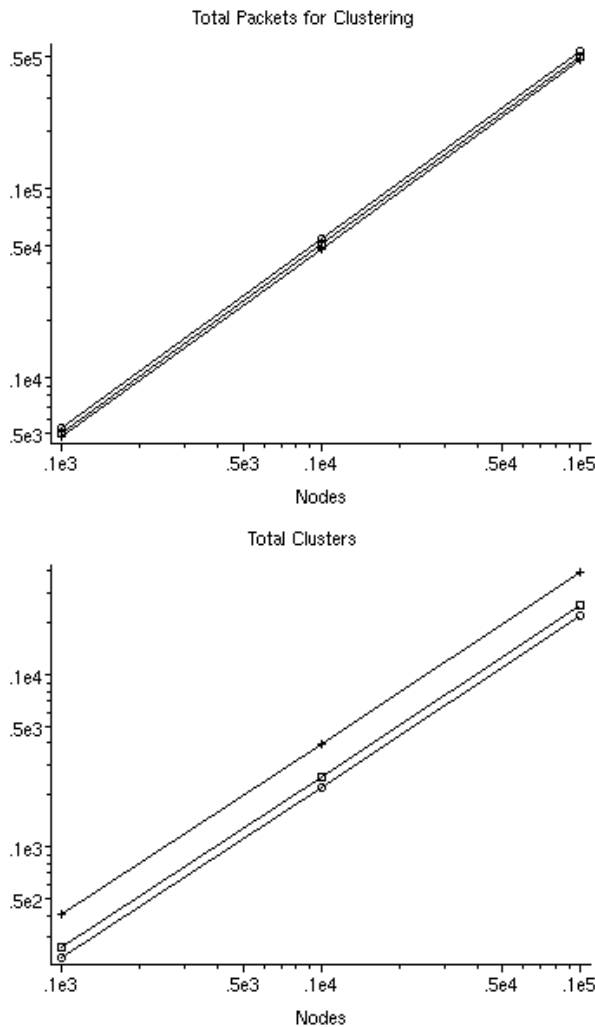 Total Packets for Clustering
.5e5
.1e5
.5e4
.1e4
.5e3
.1e3 .5e3 .1e4 .5e4 .1e5
Nodes
Total Clusters
.1e4
.5e3
.1e3
.5e2
.1e3 .5e3 .1e4 .5e4 .1e5
Nodes